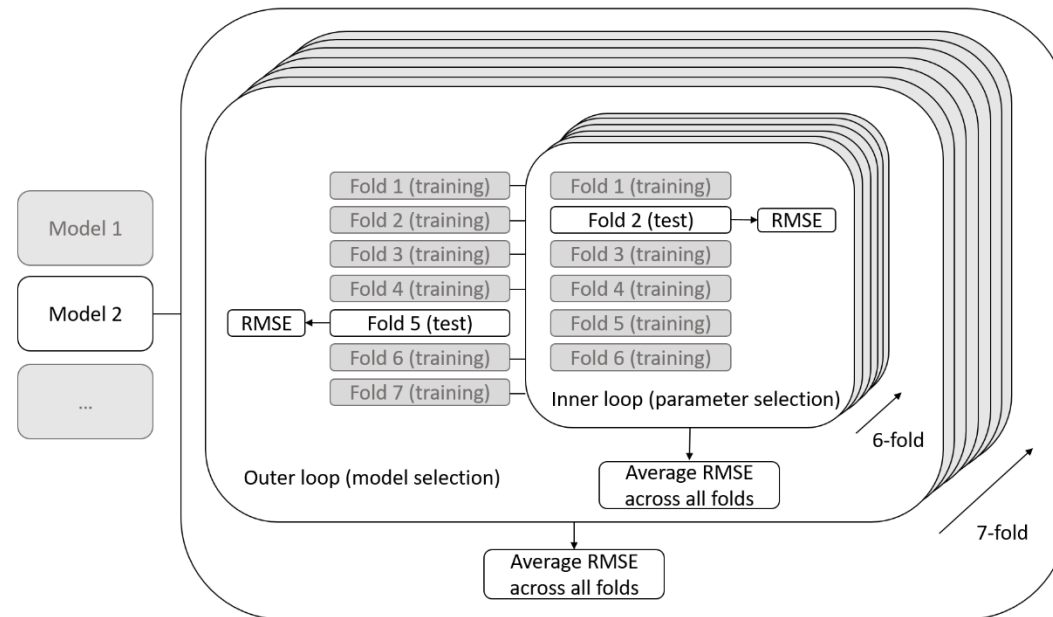 Model 1
Model 2
...
Fold 1 (training)
Fold 2 (training)
Fold 3 (training)
Fold 4 (training)
RMSE
Fold 5 (test)
Fold 6 (training)
Fold 7 (training)
Outer loop (model selection)
Fold 1 (training)
Fold 2 (test)
RMSE
Fold 3 (training)
Fold 4 (training)
Fold 5 (training)
Fold 6 (training)
Inner loop (parameter selection)
6-fold
Average RMSE
across all folds
7-fold
Average RMSE
across all folds